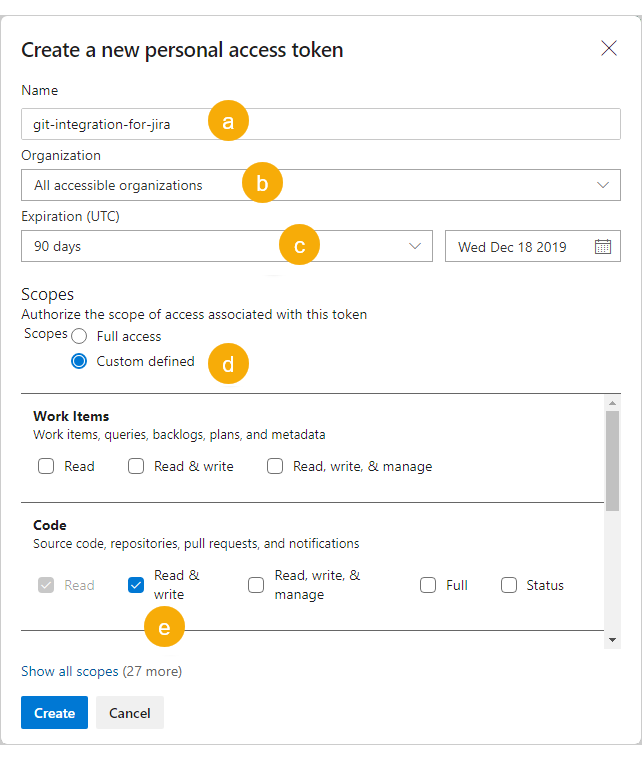 Create a new personal access token
Name
git-integration-for-jira
a
Organization
All accessible organizations
b
Expiration (UTC)
90 days
c
Wed Dec 18 2019
Scopes
Authorize the scope of access associated with this token
Scopes
Full access
Custom defined
d
Work Items
Work items, queries, backlogs, plans, and metadata
Read
Read & write
Read, write, & manage
Code
Source code, repositories, pull requests, and notifications
Read
Read &
write
Read, write, &
manage
Full
Status
e
Show all scopes (27 more)
Create
Cancel